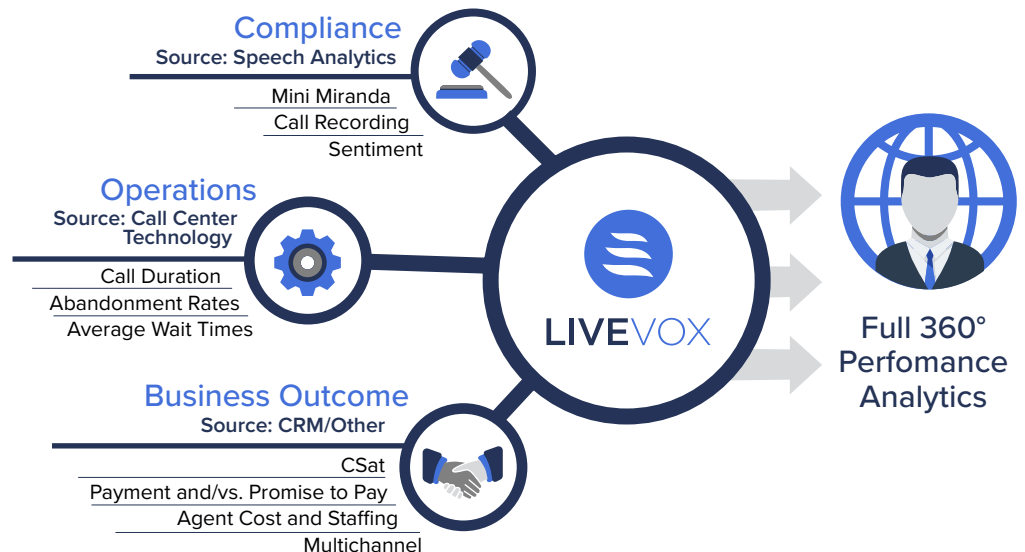 Compliance
Source: Speech Analytics
Mini Miranda
Call Recording
Sentiment
Operations
Source: Call Center
Technology
Call Duration
Abandonment Rates
Average Wait Times
Business Outcome
Source: CRM/Other
CSat
Payment and/vs. Promise to Pay
Agent Cost and Staffing
Multichannel
LIVEVOX
Full 360°
Perfomance
Analytics